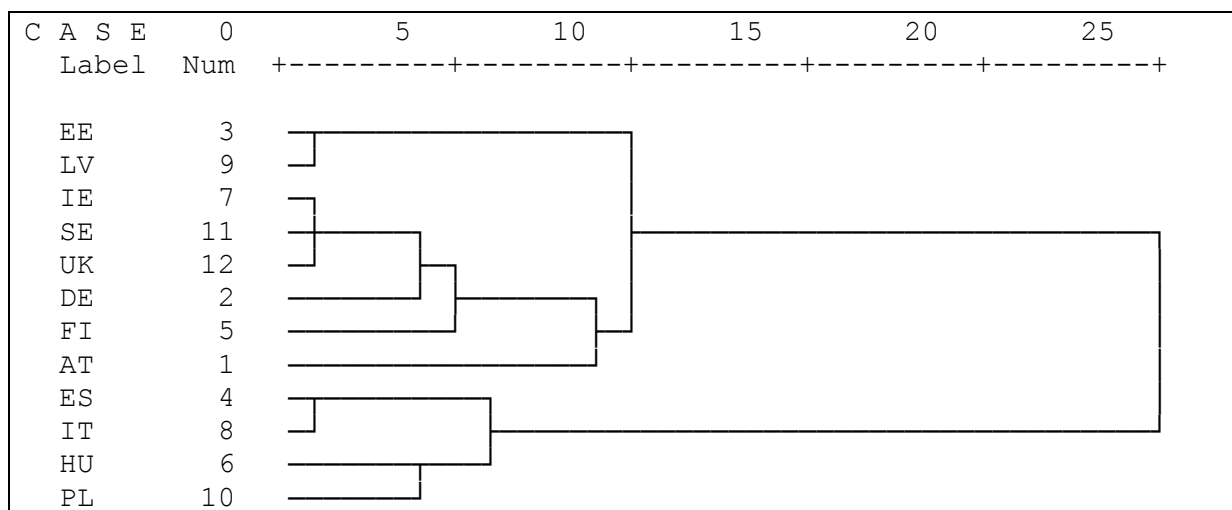 C A S E 0 5 10 15 20 25
Label Num +---------+---------+---------+---------+---------+
EE 3
LV 9
IE 7
SE 11
UK 12
DE 2
FI 5
AT 1
ES 4
IT 8
HU 6
PL 10